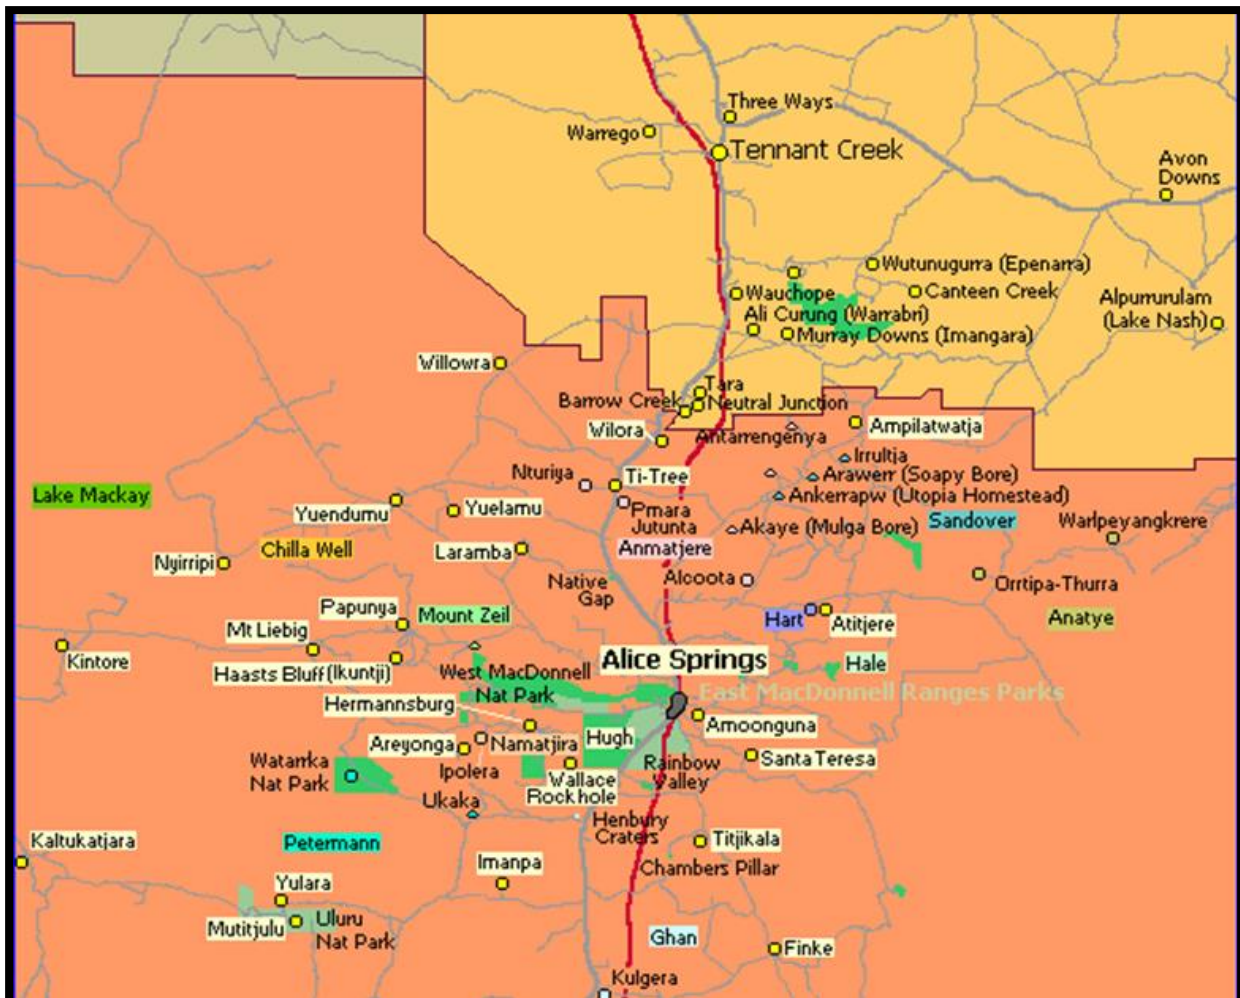 Three Ways
Warrego
Tennant Creek
Avon
Downs
Wutunugurra (Epenarra)
Wauchope
Canteen Creek
Alpurrurulam
(Lake Nash)
Ali Curung (Warrabri)
Murray Downs (Imangara)
Willowra
Tara
Barrow Creek
Neutral Junction
Wilora
Antarrengenya
Ampilatwatja
Irrultja
Nturiya
Ti-Tree
Arawerr (Soapy Bore)
Lake Mackay
Ankerrapw (Utopia Homestead)
Yuendumu
Yuelamu
Pmara
Jutunta
Akaye (Mulga Bore)
Sandover
Warlpeyangkrere
Chilla Well
Laramba
Anmatjere
Nyirripi
Native
Gap
Alcoota
Orrtipa-Thurra
Papunya
Mount Zeil
Hart
Atitjere
Anatye
Mt Liebig
Kintore
Haasts Bluff (Ikuntji)
West MacDonnell
Nat Park
Alice Springs
Hale
East MacDonnell Ranges Parks
Hermannsburg
Amoonguna
Areyonga
Namatjira
Hugh
Santa Teresa
Watarrka
Nat Park
Ipolera
Wallace
Rockhole
Rainbow
Valley
Ukaka
Henbury
Craters
Kaltukatjara
Petermann
Titjikala
Imanpa
Chambers Pillar
Yulara
Mutitjulu
Uluru
Nat Park
Ghan
Finke
Kulgera